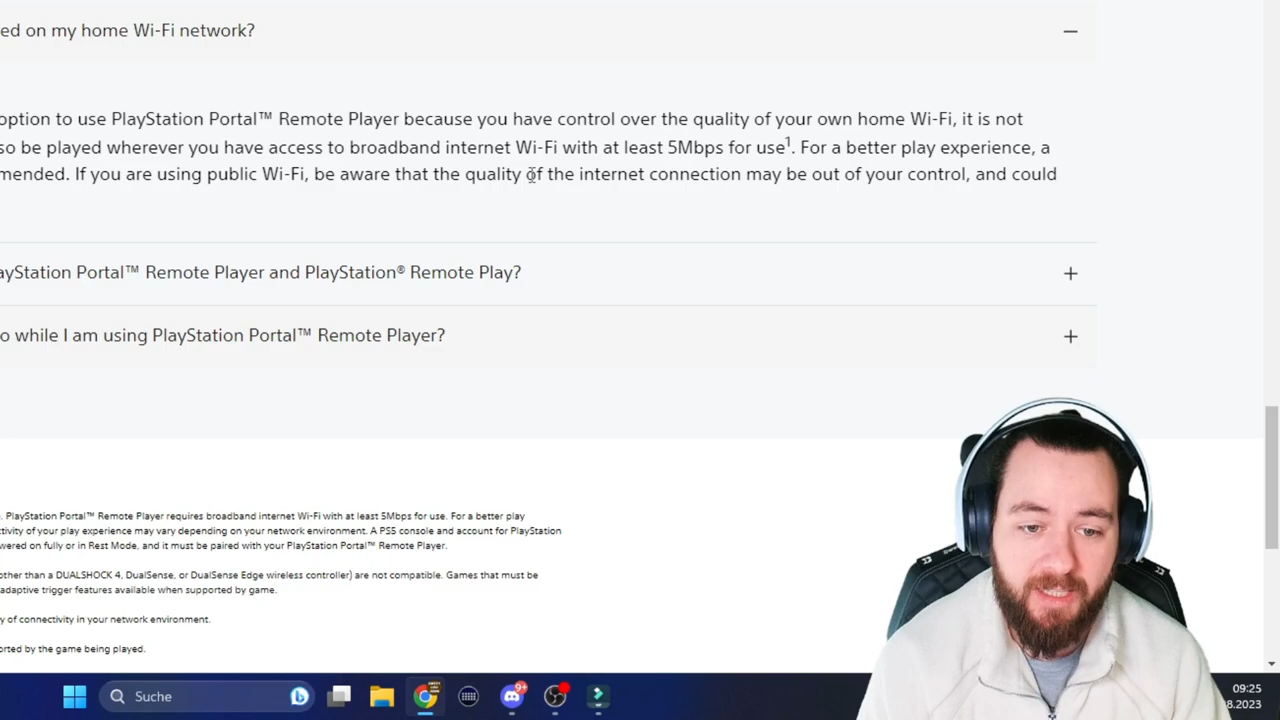 ed on my home Wi-Fi network?
option to use PlayStation Portal™ Remote Player because you have control over the quality of your own home Wi-Fi, it is not
so be played wherever you have access to broadband internet Wi-Fi with at least 5Mbps for use¹. For a better play experience, a
mended. If you are using public Wi-Fi, be aware that the quality of the internet connection may be out of your control, and could
ayStation Portal™ Remote Player and PlayStation® Remote Play?
o while I am using PlayStation Portal™ Remote Player?
. PlayStation Portal™ Remote Player requires broadband internet Wi-Fi with at least 5Mbps for use. For a better play
ctivity of your play experience may vary depending on your network environment. A PS5 console and account for PlayStation
wered on fully or in Rest Mode, and it must be paired with your PlayStation Portal™ Remote Player.
other than a DUALSHOCK 4, DualSense, or DualSense Edge wireless controller) are not compatible. Games that must be
adaptive trigger features available when supported by game.
y of connectivity in your network environment.
orted by the game being played.
Suche
9+
09:25
8.2023